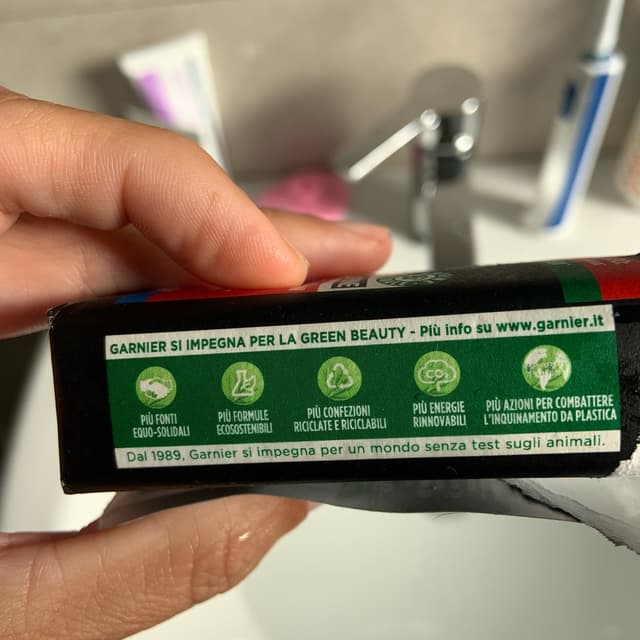 GARNIER SI IMPEGNA PER LA GREEN BEAUTY - Più info su www.garnier.it
PIÙ FONTI
EQUO-SOLIDALI
PIÙ FORMULE
ECOSOSTENIBILI
PIÙ CONFEZIONI
RICICLATE E RICICLABILI
CO₂
PIÙ ENERGIE
RINNOVABILI
PIÙ AZIONI PER COMBATTERE
L'INQUINAMENTO DA PLASTICA
Dal 1989, Garnier si impegna per un mondo senza test sugli animali.